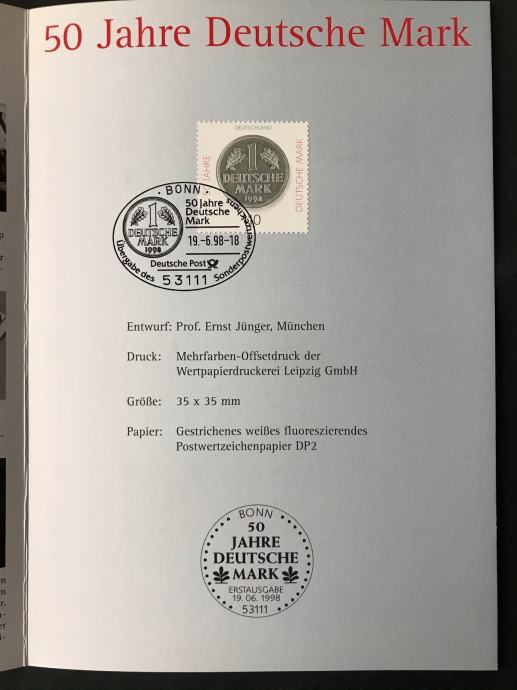 50 Jahre Deutsche Mark
DEUTSCHLAND
JAHRE
DEUTSCHE MARK
1
DEUTSCHE
MARK
1998
0
BONN
50 Jahre
Deutsche
Mark
1
DEUTSCHE
MARK
1998
19.-6.98-18
Deutsche Post
Übergabe des Sonderpostwertzeichens
53111
Entwurf: Prof. Ernst Jünger, München
Druck: Mehrfarben-Offsetdruck der
Wertpapierdruckerei Leipzig GmbH
Größe: 35 x 35 mm
Papier: Gestrichenes weißes fluoreszierendes
Postwertzeichenpapier DP2
BONN
50
JAHRE
DEUTSCHE
MARK
ERSTAUSGABE
19. 06. 1998
53111